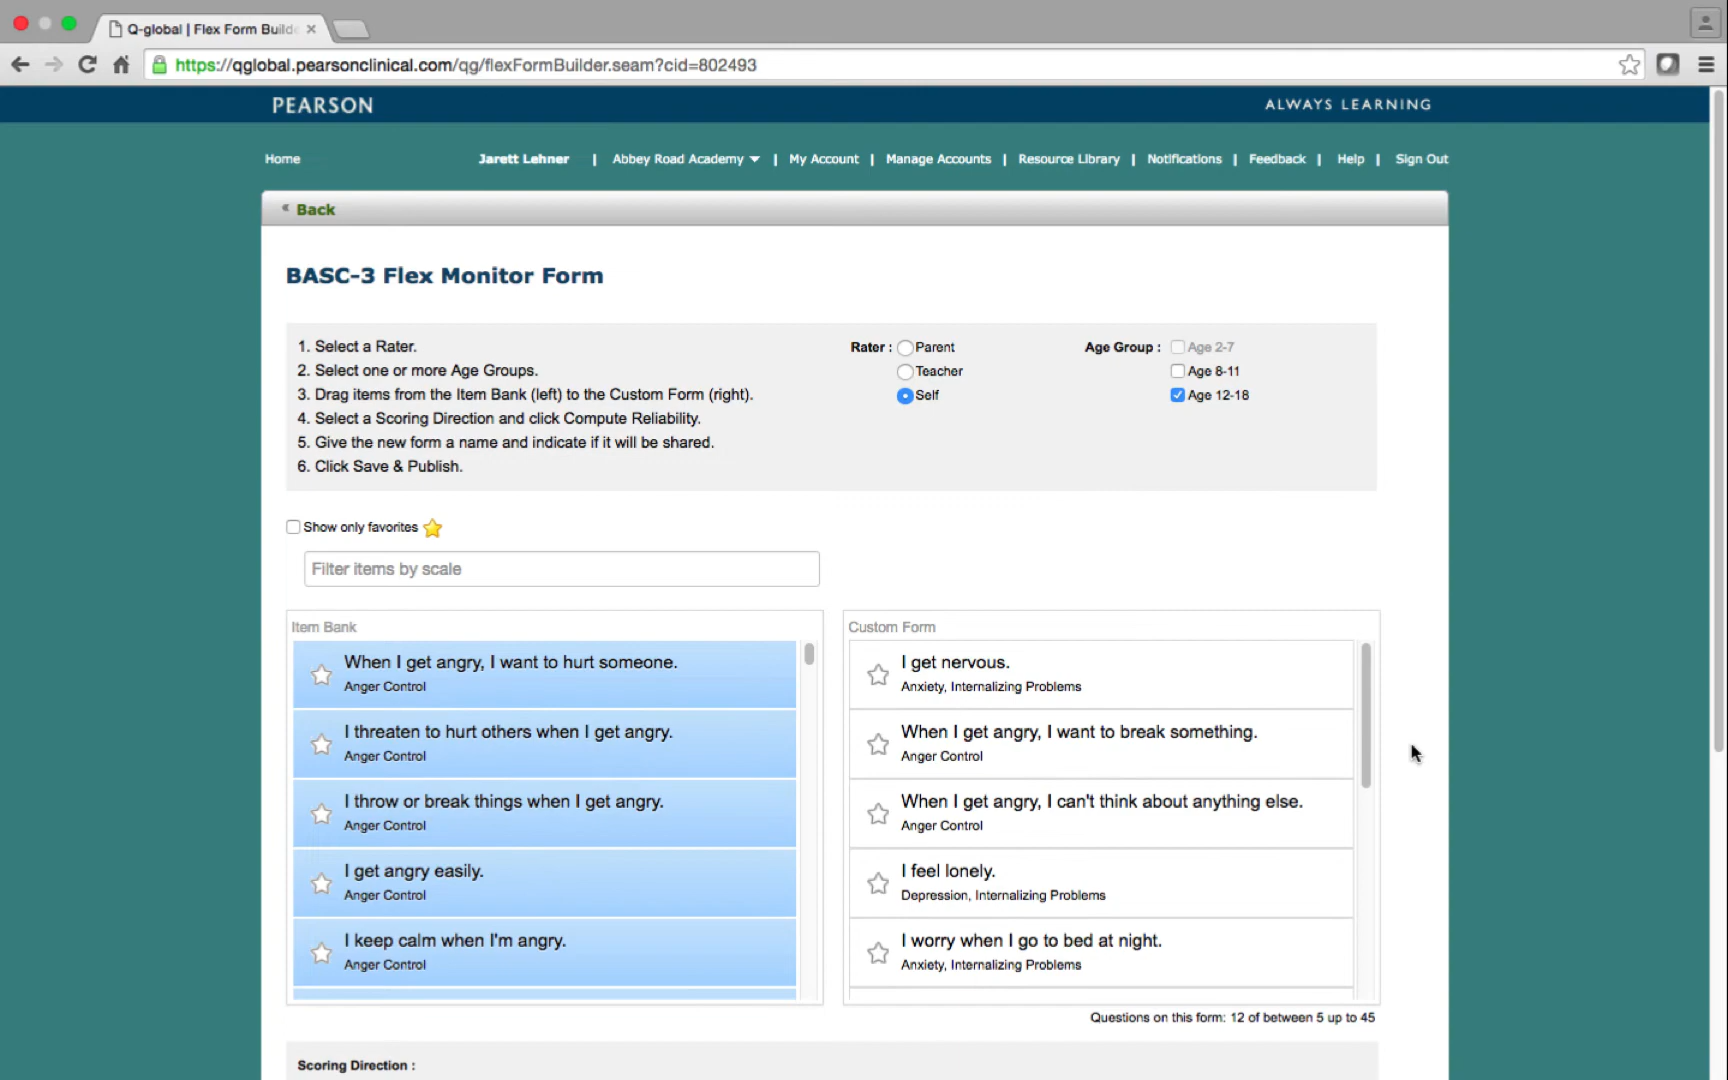 Q-global | Flex Form Builde
https://qglobal.pearsonclinical.com/qg/flexFormBuilder.seam?cid=802493
PEARSON
ALWAYS LEARNING
Home
Jarett Lehner | Abbey Road Academy | My Account | Manage Accounts | Resource Library | Notifications | Feedback | Help | Sign Out
« Back
BASC-3 Flex Monitor Form
1. Select a Rater.
2. Select one or more Age Groups.
3. Drag items from the Item Bank (left) to the Custom Form (right).
4. Select a Scoring Direction and click Compute Reliability.
5. Give the new form a name and indicate if it will be shared.
6. Click Save & Publish.
Rater : Parent
Teacher
Self
Age Group : Age 2-7
Age 8-11
Age 12-18
Show only favorites
Filter items by scale
Item Bank
When I get angry, I want to hurt someone.
Anger Control
I threaten to hurt others when I get angry.
Anger Control
I throw or break things when I get angry.
Anger Control
I get angry easily.
Anger Control
I keep calm when I'm angry.
Anger Control
Custom Form
I get nervous.
Anxiety, Internalizing Problems
When I get angry, I want to break something.
Anger Control
When I get angry, I can't think about anything else.
Anger Control
I feel lonely.
Depression, Internalizing Problems
I worry when I go to bed at night.
Anxiety, Internalizing Problems
Questions on this form: 12 of between 5 up to 45
Scoring Direction :